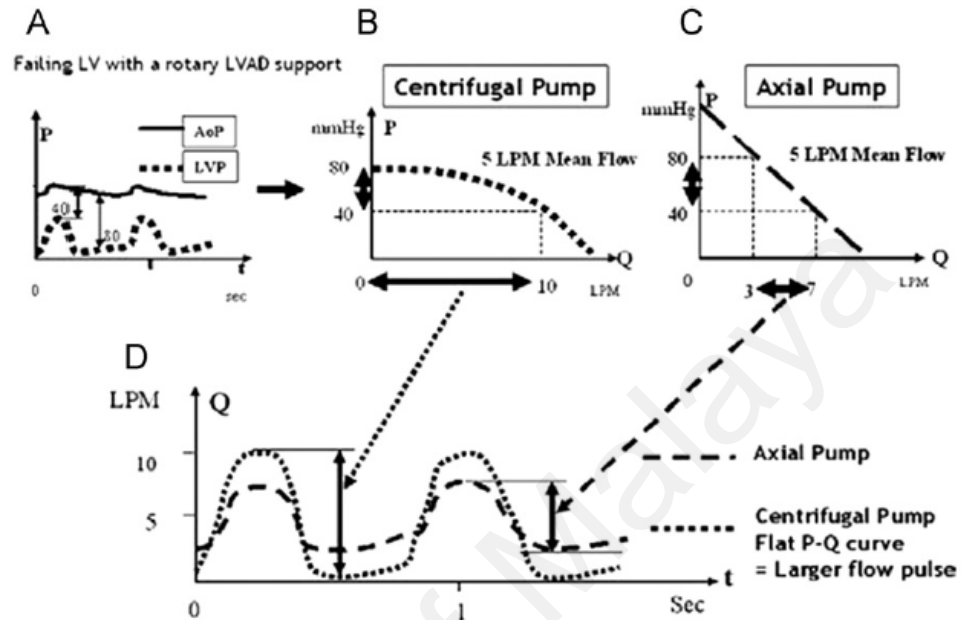 A
Failing LV with a rotary LVAD support
P
AoP
LVP
40
80
t
0
sec
B
Centrifugal Pump
mmHg P
5 LPM Mean Flow
80
40
Q
0
10
LPM
C
Axial Pump
mmHg P
5 LPM Mean Flow
80
40
Q
0
3
7
LPM
D
LPM
Q
10
5
t
0
1
Sec
Axial Pump
Centrifugal Pump
Flat P-Q curve
= Larger flow pulse
of Malaya